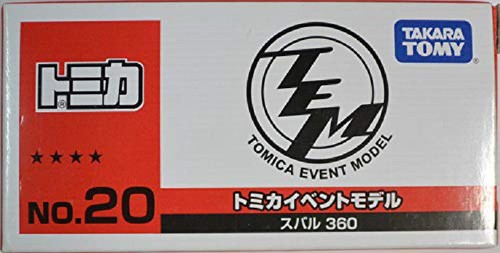 トミカ®
TAKARA
TOMY
TEM
TOMICA EVENT MODEL
★★★★
NO.20
トミカイベントモデル
スバル 360